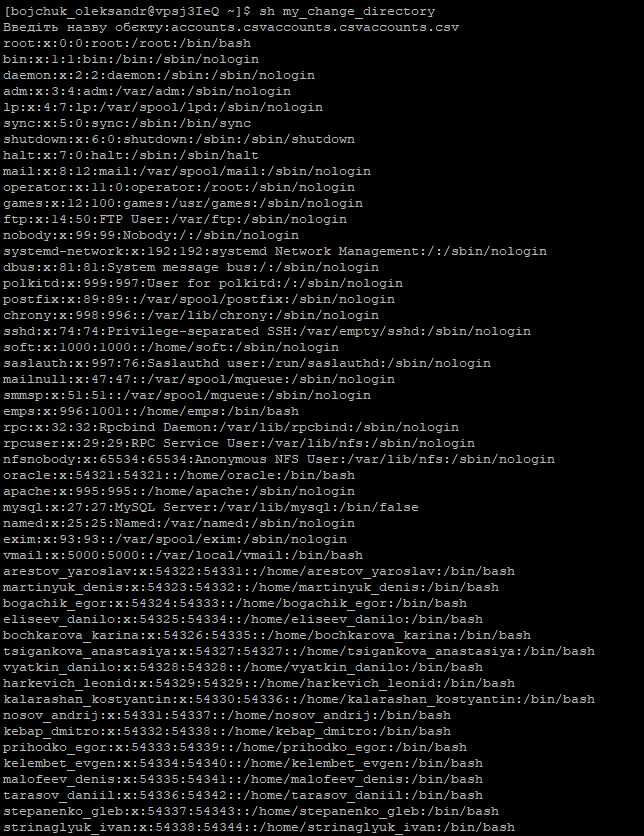 [bojchuk_oleksandr@vpsj3IeQ ~]$ sh my_change_directory
Введіть назву обєкту:accounts.csvaccounts.csvaccounts.csv
root:x:0:0:root:/root:/bin/bash
bin:x:1:1:bin:/bin:/sbin/nologin
daemon:x:2:2:daemon:/sbin:/sbin/nologin
adm:x:3:4:adm:/var/adm:/sbin/nologin
lp:x:4:7:lp:/var/spool/lpd:/sbin/nologin
sync:x:5:0:sync:/sbin:/bin/sync
shutdown:x:6:0:shutdown:/sbin:/sbin/shutdown
halt:x:7:0:halt:/sbin:/sbin/halt
mail:x:8:12:mail:/var/spool/mail:/sbin/nologin
operator:x:11:0:operator:/root:/sbin/nologin
games:x:12:100:games:/usr/games:/sbin/nologin
ftp:x:14:50:FTP User:/var/ftp:/sbin/nologin
nobody:x:99:99:Nobody:/:/sbin/nologin
systemd-network:x:192:192:systemd Network Management:/:/sbin/nologin
dbus:x:81:81:System message bus:/:/sbin/nologin
polkitd:x:999:997:User for polkitd:/:/sbin/nologin
postfix:x:89:89::/var/spool/postfix:/sbin/nologin
chrony:x:998:996::/var/lib/chrony:/sbin/nologin
sshd:x:74:74:Privilege-separated SSH:/var/empty/sshd:/sbin/nologin
soft:x:1000:1000::/home/soft:/sbin/nologin
saslauth:x:997:76:Saslauthd user:/run/saslauthd:/sbin/nologin
mailnull:x:47:47::/var/spool/mqueue:/sbin/nologin
smmsp:x:51:51::/var/spool/mqueue:/sbin/nologin
emps:x:996:1001::/home/emps:/bin/bash
rpc:x:32:32:Rpcbind Daemon:/var/lib/rpcbind:/sbin/nologin
rpcuser:x:29:29:RPC Service User:/var/lib/nfs:/sbin/nologin
nfsnobody:x:65534:65534:Anonymous NFS User:/var/lib/nfs:/sbin/nologin
oracle:x:54321:54321::/home/oracle:/bin/bash
apache:x:995:995::/home/apache:/sbin/nologin
mysql:x:27:27:MySQL Server:/var/lib/mysql:/bin/false
named:x:25:25:Named:/var/named:/sbin/nologin
exim:x:93:93::/var/spool/exim:/sbin/nologin
vmail:x:5000:5000::/var/local/vmail:/bin/bash
arestov_yaroslav:x:54322:54331::/home/arestov_yaroslav:/bin/bash
martinyuk_denis:x:54323:54332::/home/martinyuk_denis:/bin/bash
bogachik_egor:x:54324:54333::/home/bogachik_egor:/bin/bash
eliseev_danilo:x:54325:54334::/home/eliseev_danilo:/bin/bash
bochkarova_karina:x:54326:54335::/home/bochkarova_karina:/bin/bash
tsigankova_anastasiya:x:54327:54327::/home/tsigankova_anastasiya:/bin/bash
vyatkin_danilo:x:54328:54328::/home/vyatkin_danilo:/bin/bash
harkevich_leonid:x:54329:54329::/home/harkevich_leonid:/bin/bash
kalarashan_kostyantin:x:54330:54336::/home/kalarashan_kostyantin:/bin/bash
nosov_andrij:x:54331:54337::/home/nosov_andrij:/bin/bash
kebap_dmitro:x:54332:54338::/home/kebap_dmitro:/bin/bash
prihodko_egor:x:54333:54339::/home/prihodko_egor:/bin/bash
kelembet_evgen:x:54334:54340::/home/kelembet_evgen:/bin/bash
malofeev_denis:x:54335:54341::/home/malofeev_denis:/bin/bash
tarasov_daniil:x:54336:54342::/home/tarasov_daniil:/bin/bash
stepanenko_gleb:x:54337:54343::/home/stepanenko_gleb:/bin/bash
strinaglyuk_ivan:x:54338:54344::/home/strinaglyuk_ivan:/bin/bash